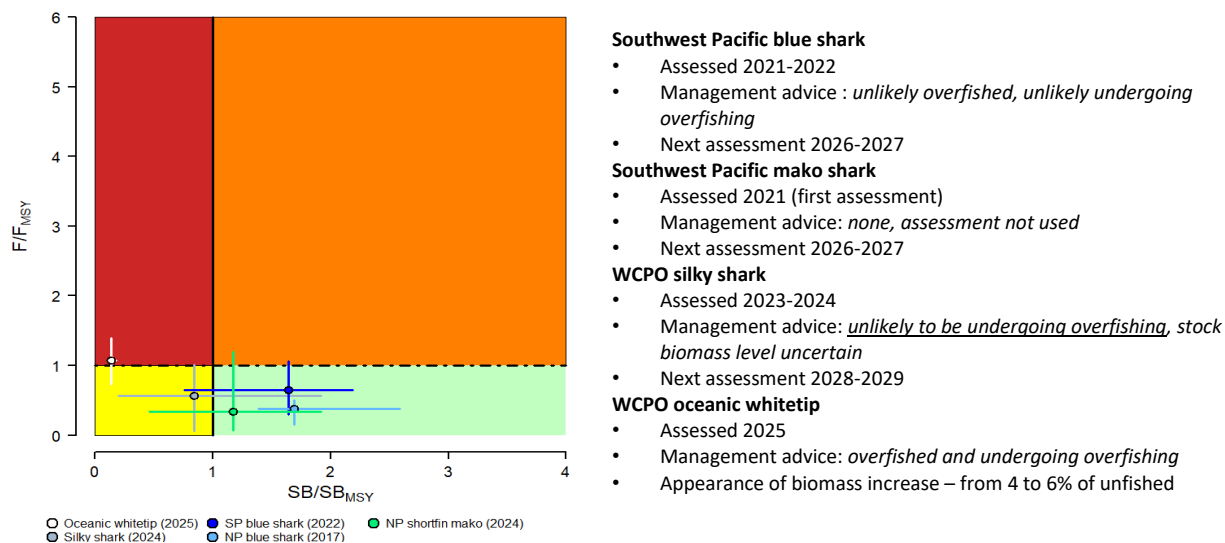 6
5
4
3
2
1
0
F/FMSY
0 1 2 3 4
SB/SBMSY
Oceanic whitetip (2025) SP blue shark (2022) NP shortfin mako (2024)
Silky shark (2024) NP blue shark (2017)
Southwest Pacific blue shark
• Assessed 2021-2022
• Management advice : unlikely overfished, unlikely undergoing
overfishing
• Next assessment 2026-2027
Southwest Pacific mako shark
• Assessed 2021 (first assessment)
• Management advice: none, assessment not used
• Next assessment 2026-2027
WCPO silky shark
• Assessed 2023-2024
• Management advice: unlikely to be undergoing overfishing, stock
biomass level uncertain
• Next assessment 2028-2029
WCPO oceanic whitetip
• Assessed 2025
• Management advice: overfished and undergoing overfishing
• Appearance of biomass increase – from 4 to 6% of unfished